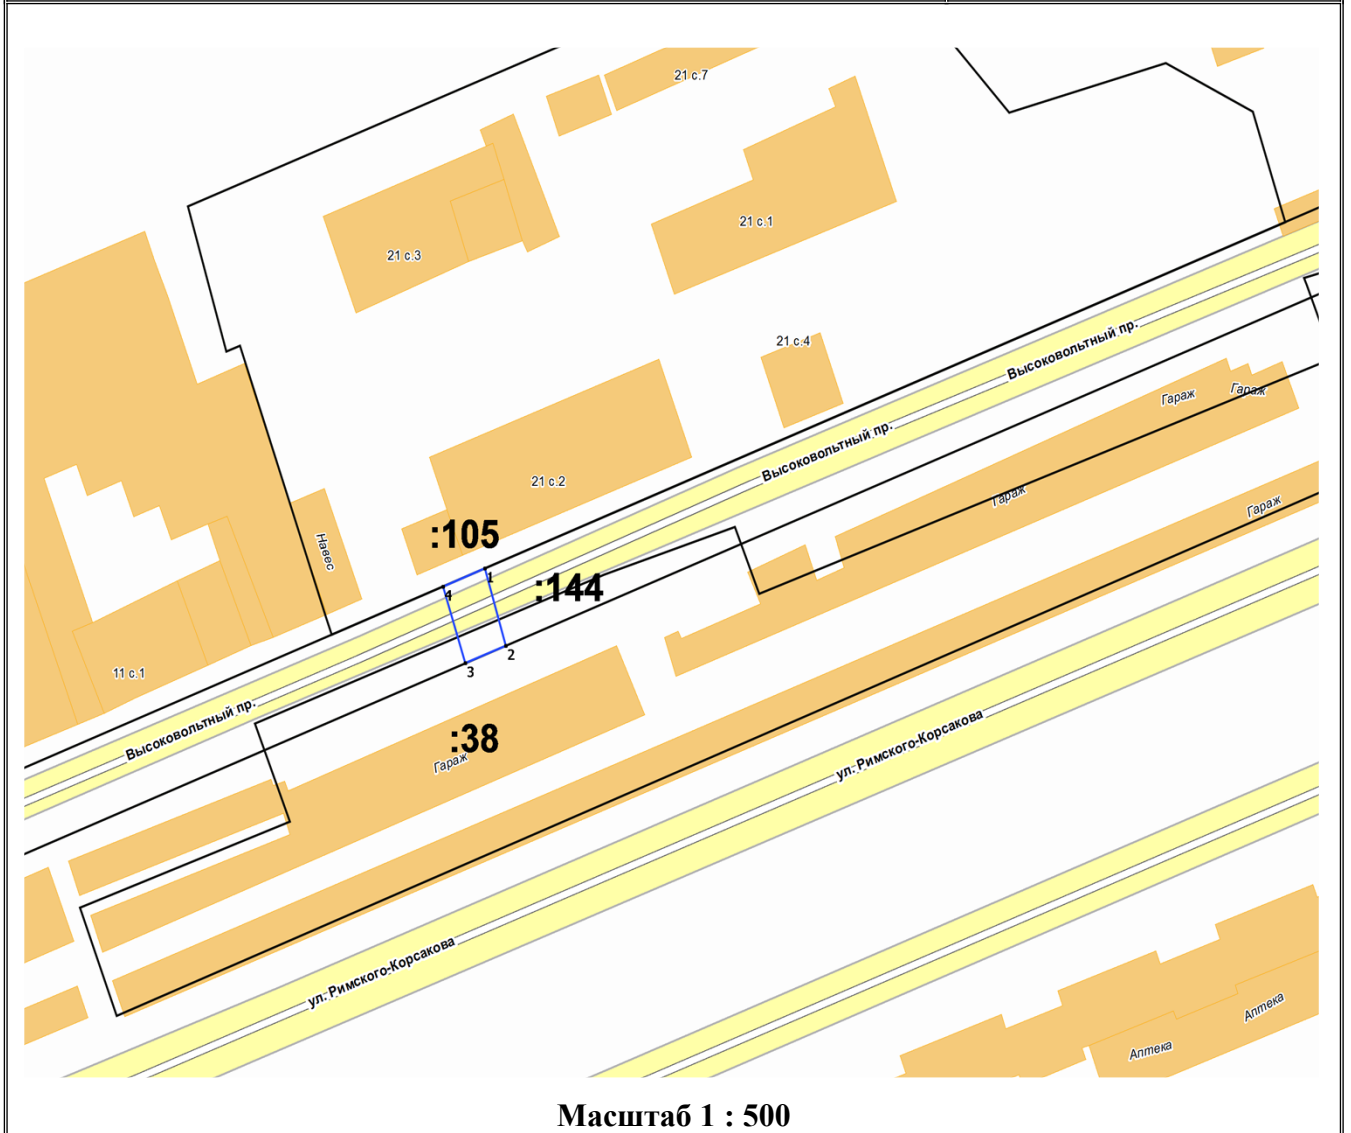 21 с.7
21 с.1
21 с.3
Высоковольтный пр.
21 с.4
Гараж
Гараж
Высоковольтный пр.
21 с.2
Гараж
Гараж
:105
Навес
1
:144
4
2
3
11 с.1
Высоковольтный пр.
:38
Гараж
ул. Римского-Корсакова
ул. Римского-Корсакова
Аптека
Аптека
Масштаб 1 : 500